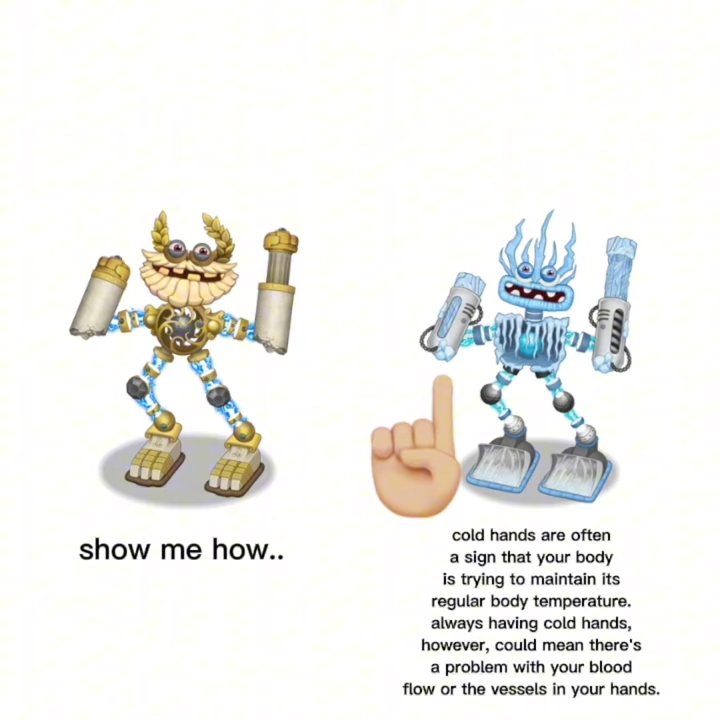 show me how..
cold hands are often
a sign that your body
is trying to maintain its
regular body temperature.
always having cold hands,
however, could mean there's
a problem with your blood
flow or the vessels in your hands.